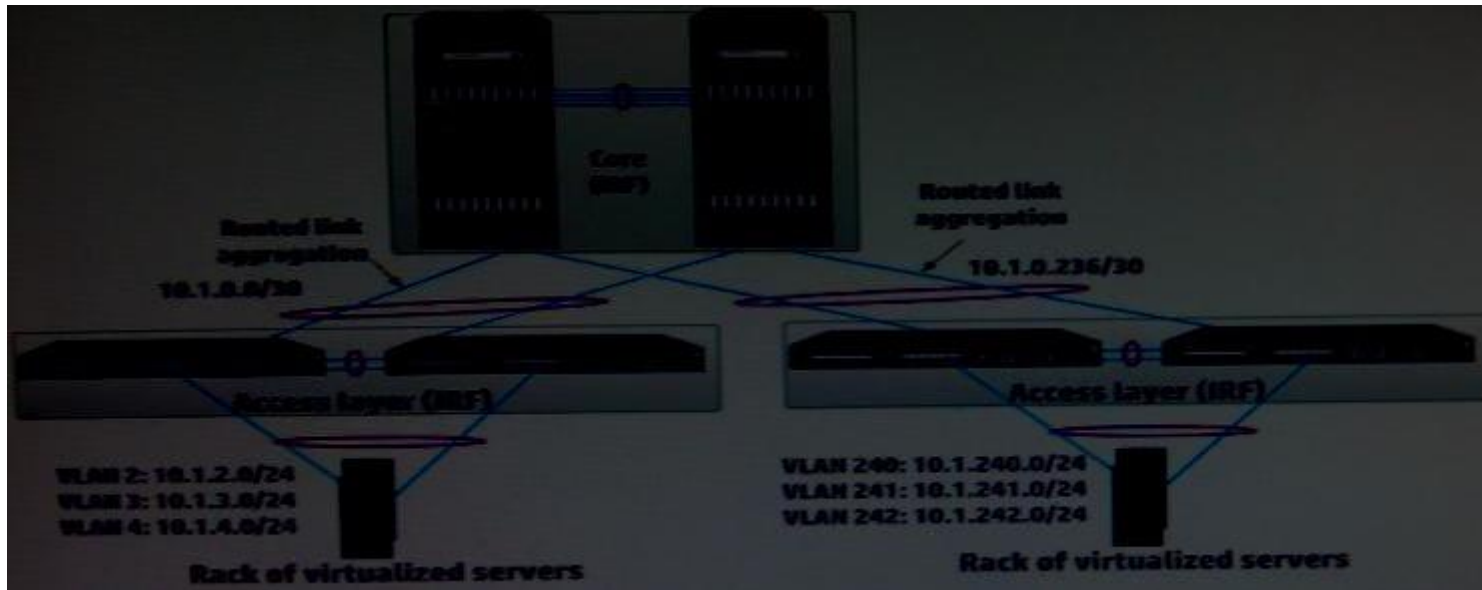 Core
(IRF)
Routed link
aggregation
10.1.0.0/30
Routed link
aggregation
10.1.0.236/30
Access layer (IRF)
Access layer (IRF)
VLAN 2: 10.1.2.0/24
VLAN 3: 10.1.3.0/24
VLAN 4: 10.1.4.0/24
Rack of virtualized servers
VLAN 240: 10.1.240.0/24
VLAN 241: 10.1.241.0/24
VLAN 242: 10.1.242.0/24
Rack of virtualized servers